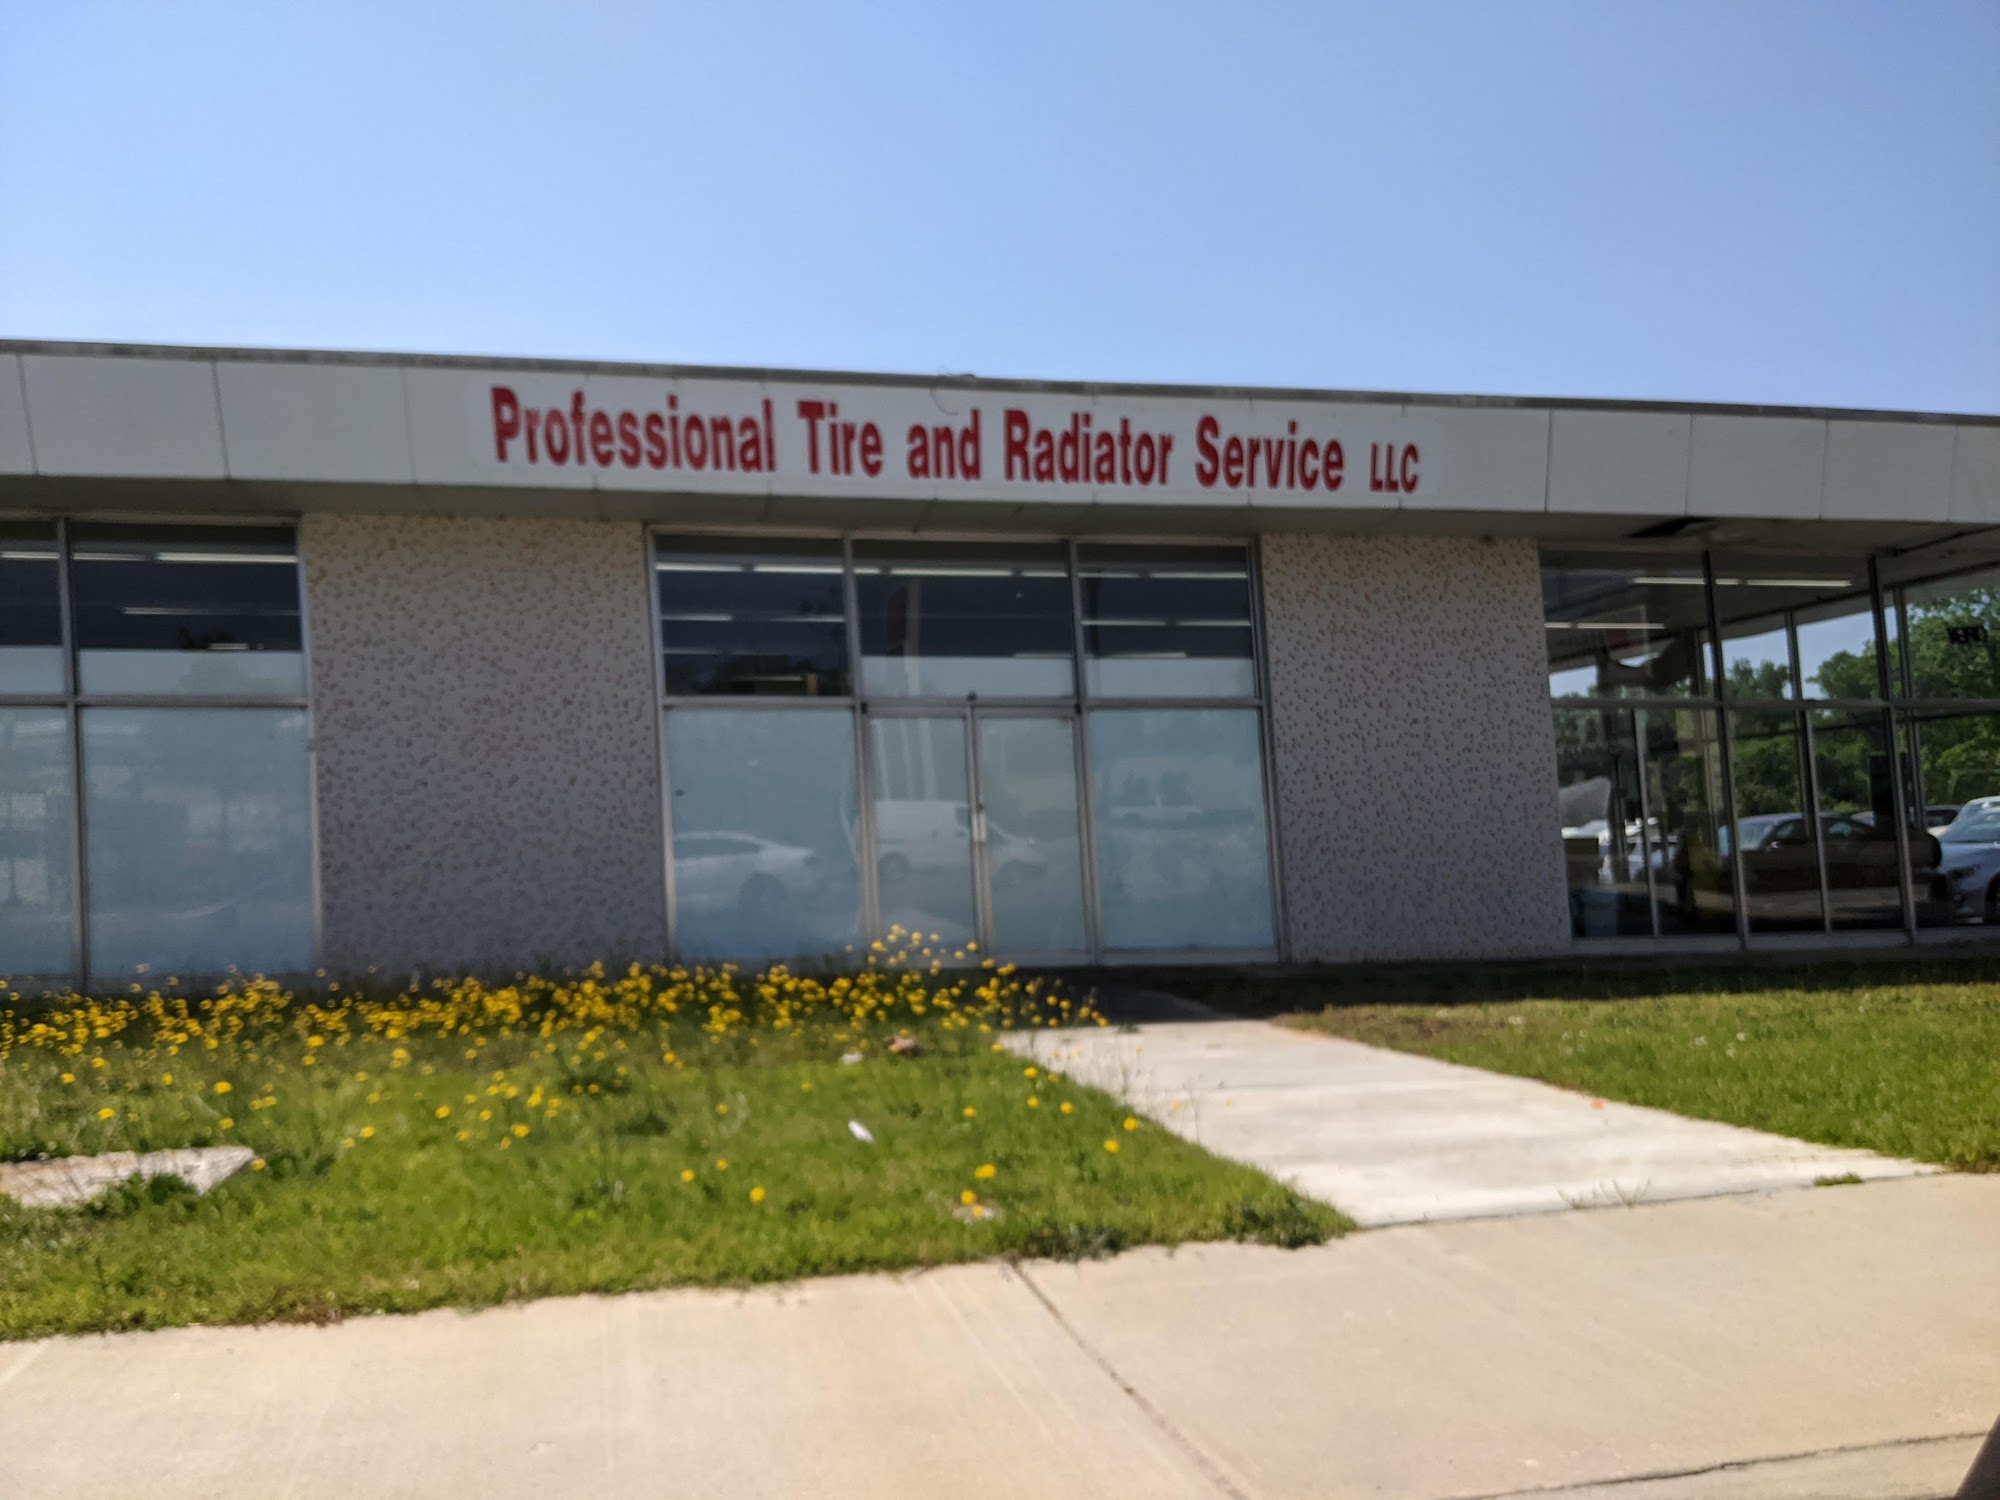 Professional Tire and Radiator Service LLC